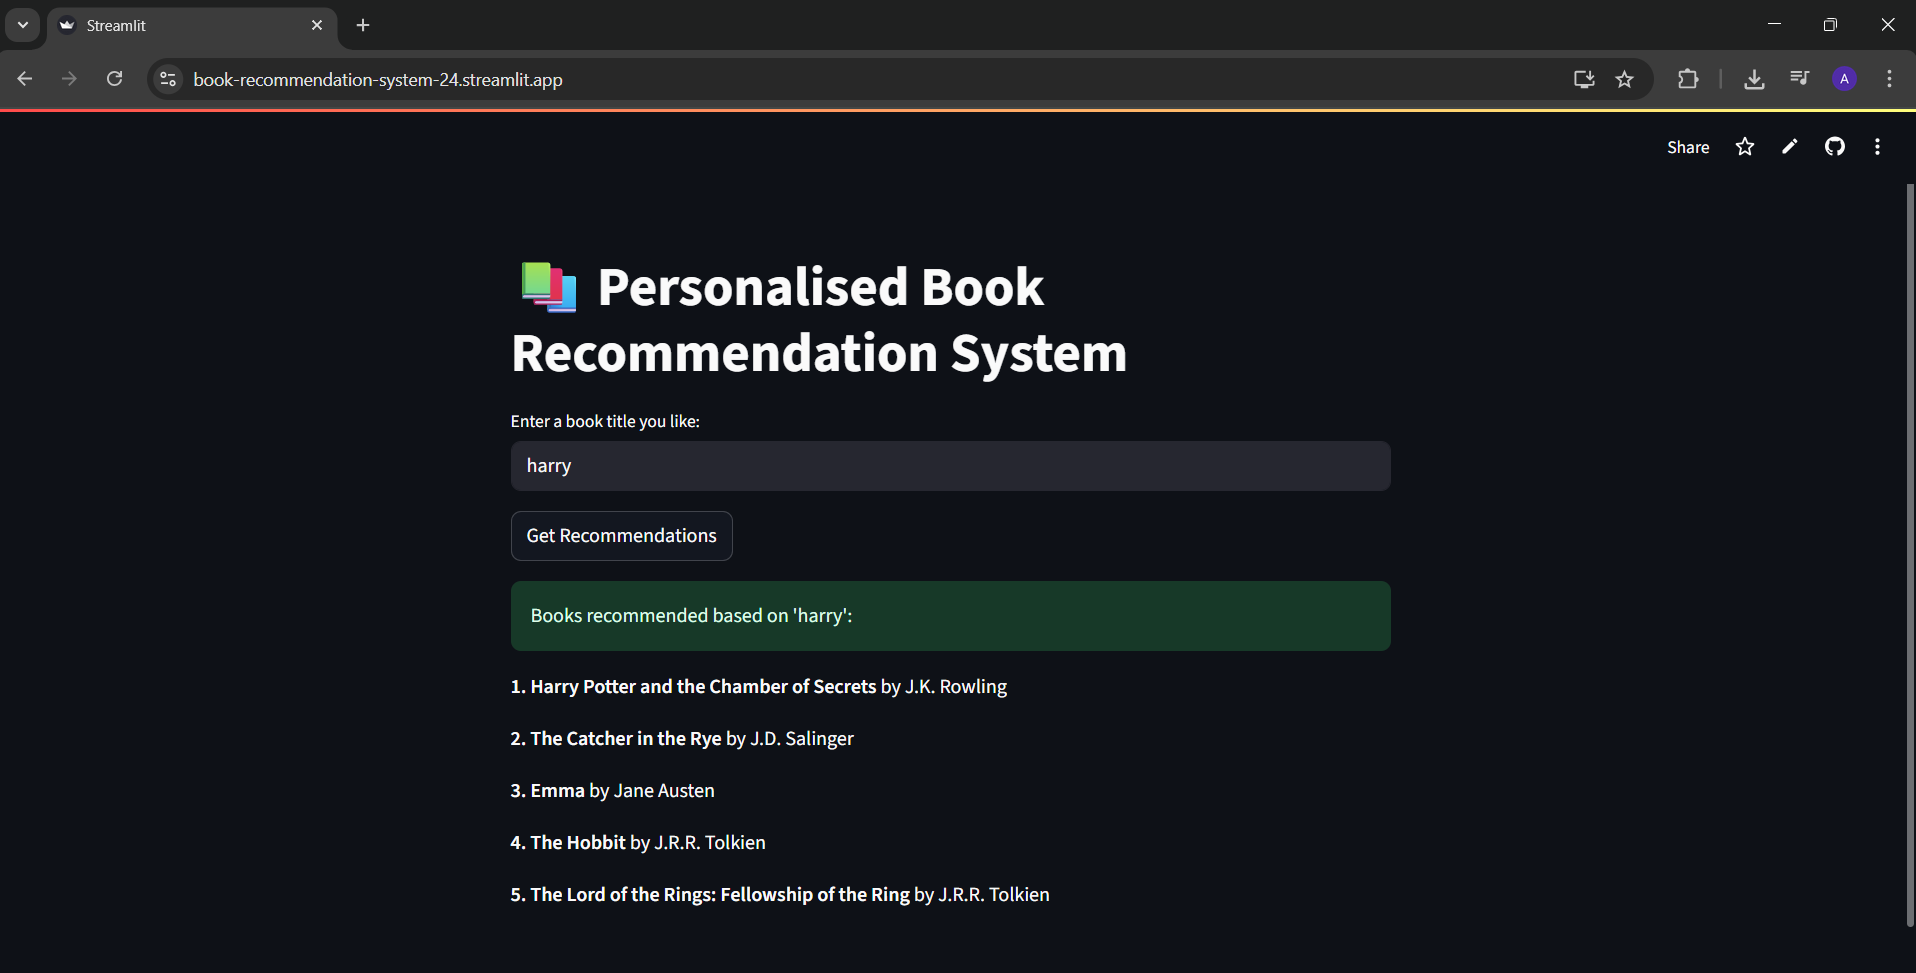 Streamlit
book-recommendation-system-24.streamlit.app
A
Share
📚 Personalised Book
Recommendation System
Enter a book title you like:
harry
Get Recommendations
Books recommended based on 'harry':
1. Harry Potter and the Chamber of Secrets by J.K. Rowling
2. The Catcher in the Rye by J.D. Salinger
3. Emma by Jane Austen
4. The Hobbit by J.R.R. Tolkien
5. The Lord of the Rings: Fellowship of the Ring by J.R.R. Tolkien